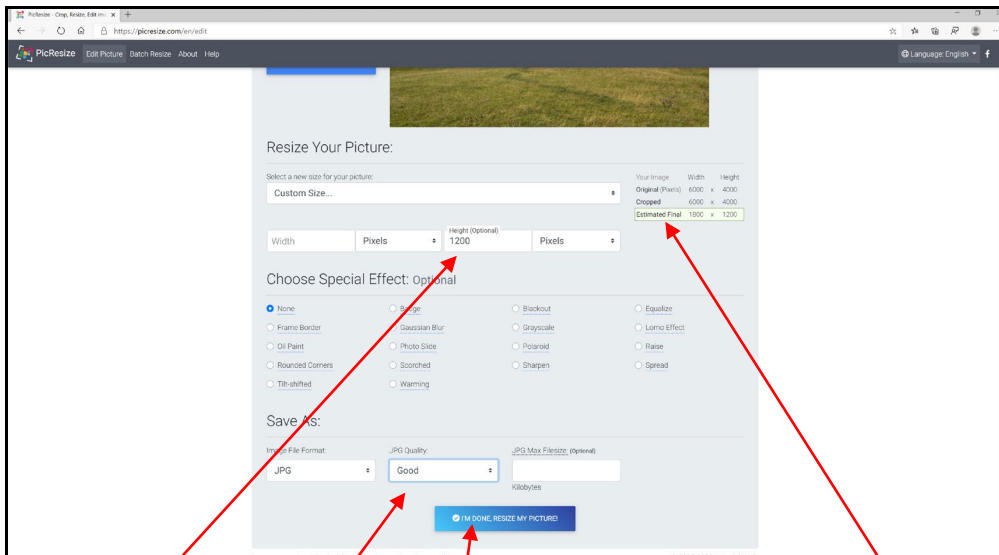 PicResize - Crop, Resize, Edit im
https://picresize.com/en/edit
PicResize Edit Picture Batch Resize About Help Language: English
Resize Your Picture:
Select a new size for your picture:
Custom Size...
Your Image Width Height
Original (Pixels) 6000 x 4000
Cropped 6000 x 4000
Estimated Final 1800 x 1200
Height (Optional)
Width Pixels 1200 Pixels
Choose Special Effect: Optional
None Badge Blackout Equalize
Frame Border Gaussian Blur Grayscale Lomo Effect
Oil Paint Photo Slide Polaroid Raise
Rounded Corners Scorched Sharpen Spread
Tilt-shifted Warming
Save As:
Image File Format: JPG Quality: JPG Max Filesize: (Optional)
JPG Good
Kilobytes
I'M DONE, RESIZE MY PICTURE!